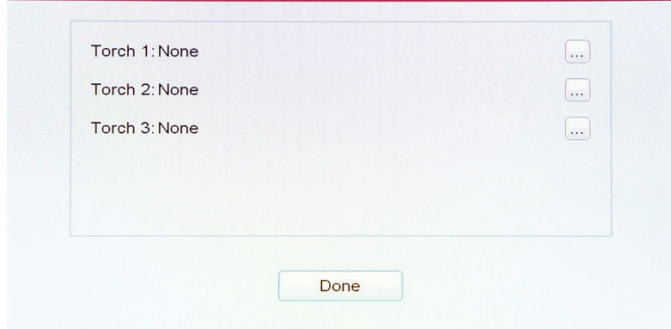 Torch 1: None
...
Torch 2: None
...
Torch 3: None
...
Done